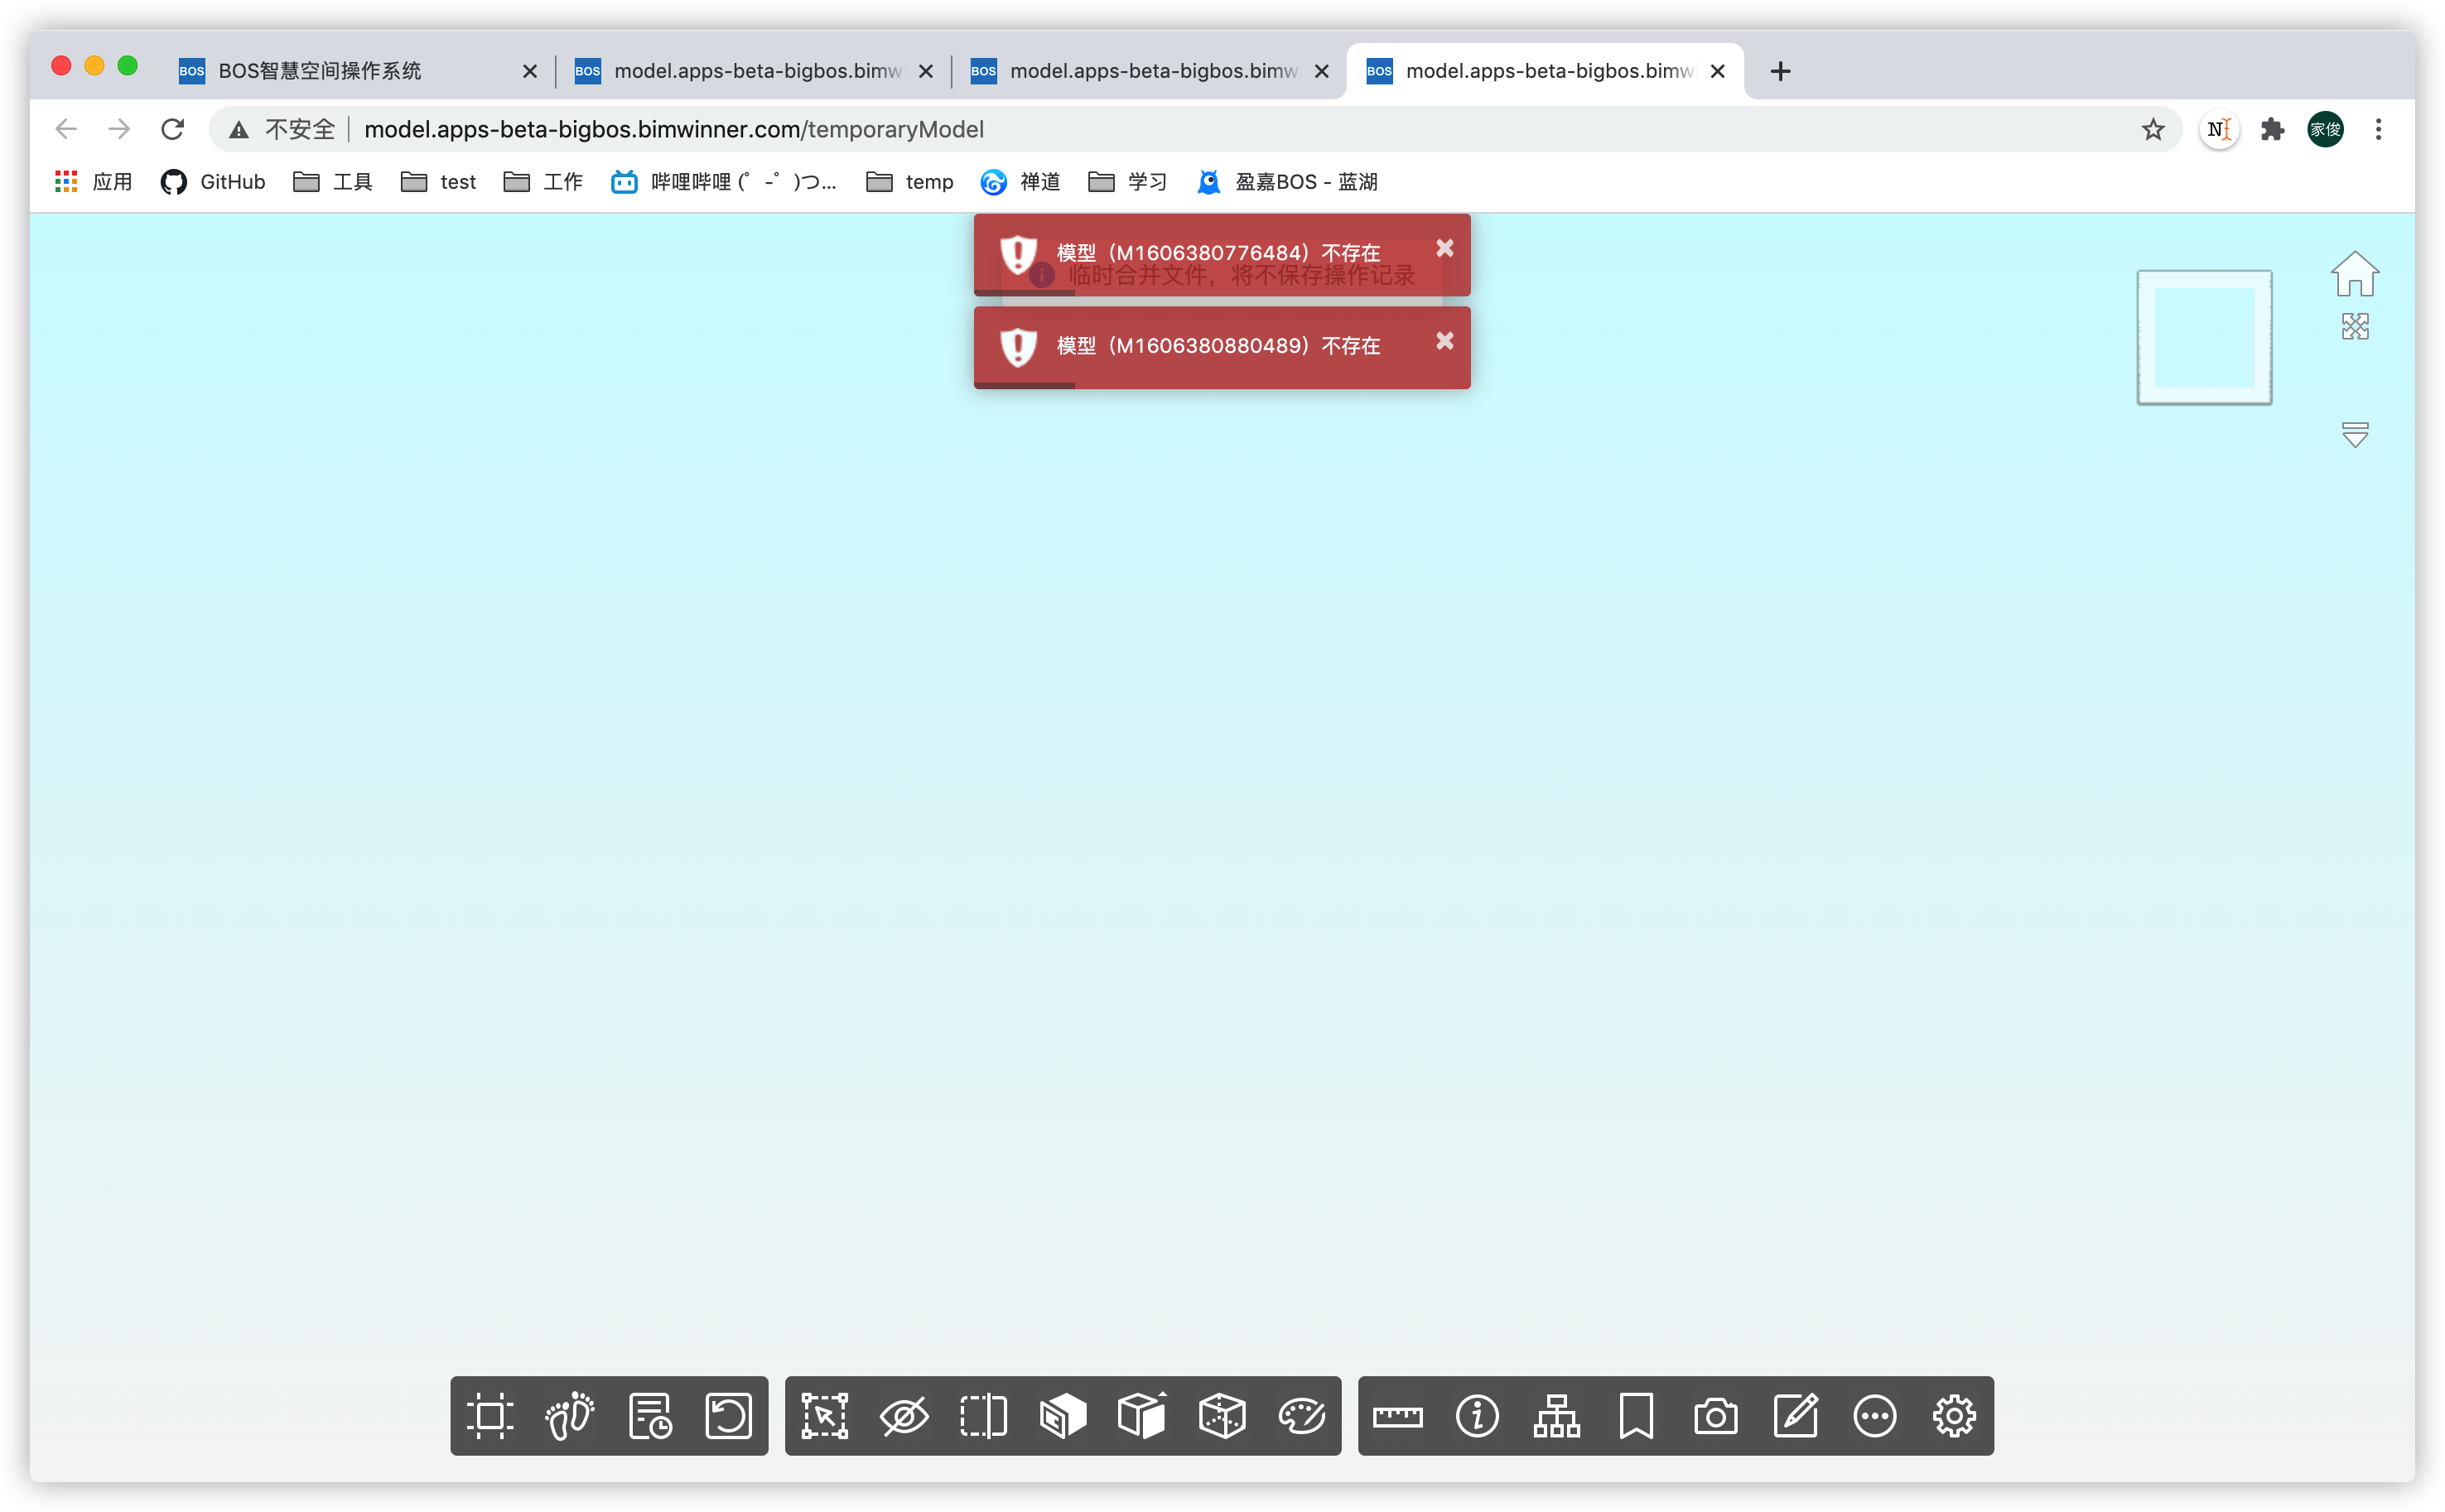 BOS BOS智慧空间操作系统
BOS model.apps-beta-bigbos.bimw
BOS model.apps-beta-bigbos.bimw
BOS model.apps-beta-bigbos.bimw
不安全 model.apps-beta-bigbos.bimwinner.com/temporaryModel
家俊
应用 GitHub 工具 test 工作 哔哩哔哩 (゜-゜)つ... temp 禅道 学习 盈嘉BOS - 蓝湖
模型（M1606380776484）不存在
临时合并文件，将不保存操作记录
模型（M1606380880489）不存在